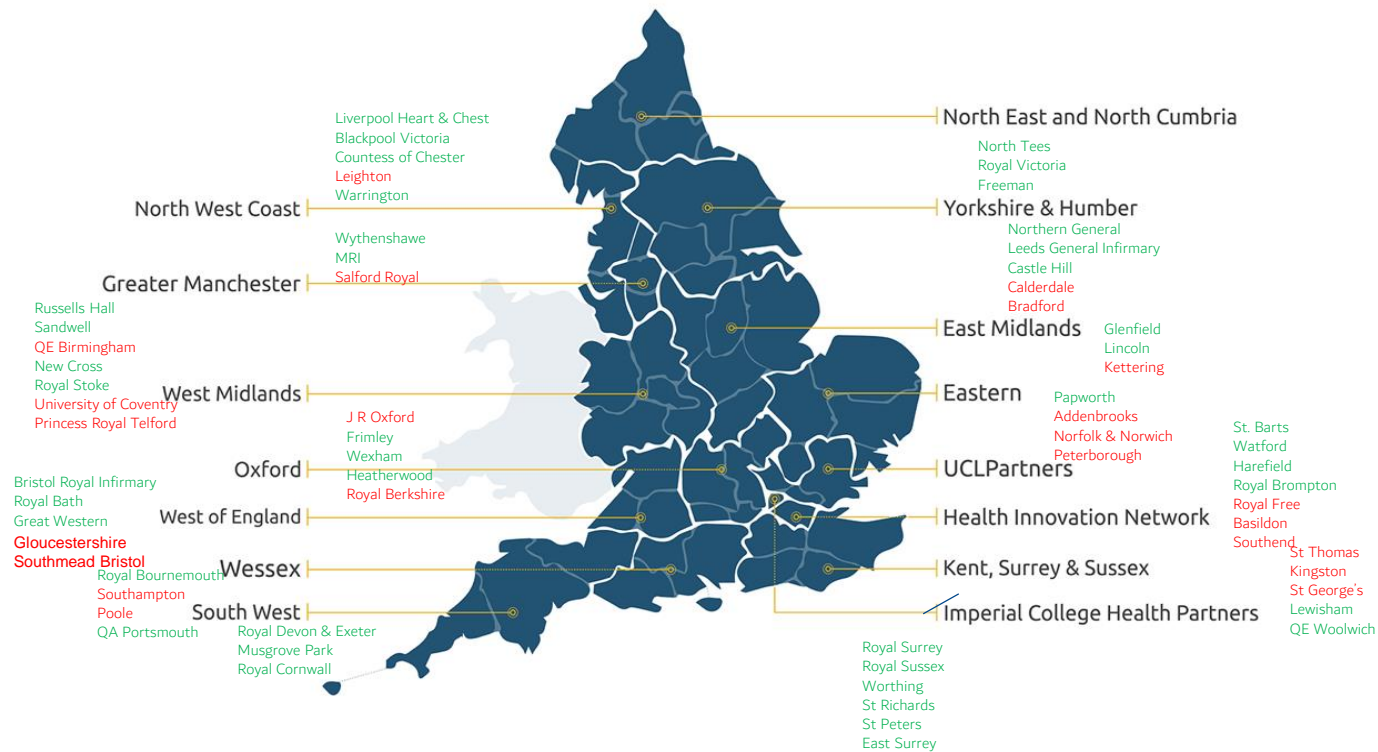 North East and North Cumbria
North Tees
Royal Victoria
Freeman
Liverpool Heart & Chest
Blackpool Victoria
Countess of Chester
Leighton
Warrington
North West Coast
Yorkshire & Humber
Northern General
Leeds General Infirmary
Castle Hill
Calderdale
Bradford
Wythenshawe
MRI
Salford Royal
Greater Manchester
East Midlands
Glenfield
Lincoln
Kettering
Russells Hall
Sandwell
QE Birmingham
New Cross
Royal Stoke
University of Coventry
Princess Royal Telford
West Midlands
Eastern
Papworth
Addenbrooks
Norfolk & Norwich
Peterborough
J R Oxford
Frimley
Wexham
Heatherwood
Royal Berkshire
Oxford
UCLPartners
St. Barts
Watford
Harefield
Royal Brompton
Royal Free
Basildon
Southend
Bristol Royal Infirmary
Royal Bath
Great Western
Gloucestershire
Southmead Bristol
West of England
Health Innovation Network
St Thomas
Kingston
St George's
Lewisham
QE Woolwich
Wessex
Royal Bournemouth
Southampton
Poole
QA Portsmouth
Kent, Surrey & Sussex
South West
Royal Devon & Exeter
Musgrove Park
Royal Cornwall
Imperial College Health Partners
Royal Surrey
Royal Sussex
Worthing
St Richards
St Peters
East Surrey